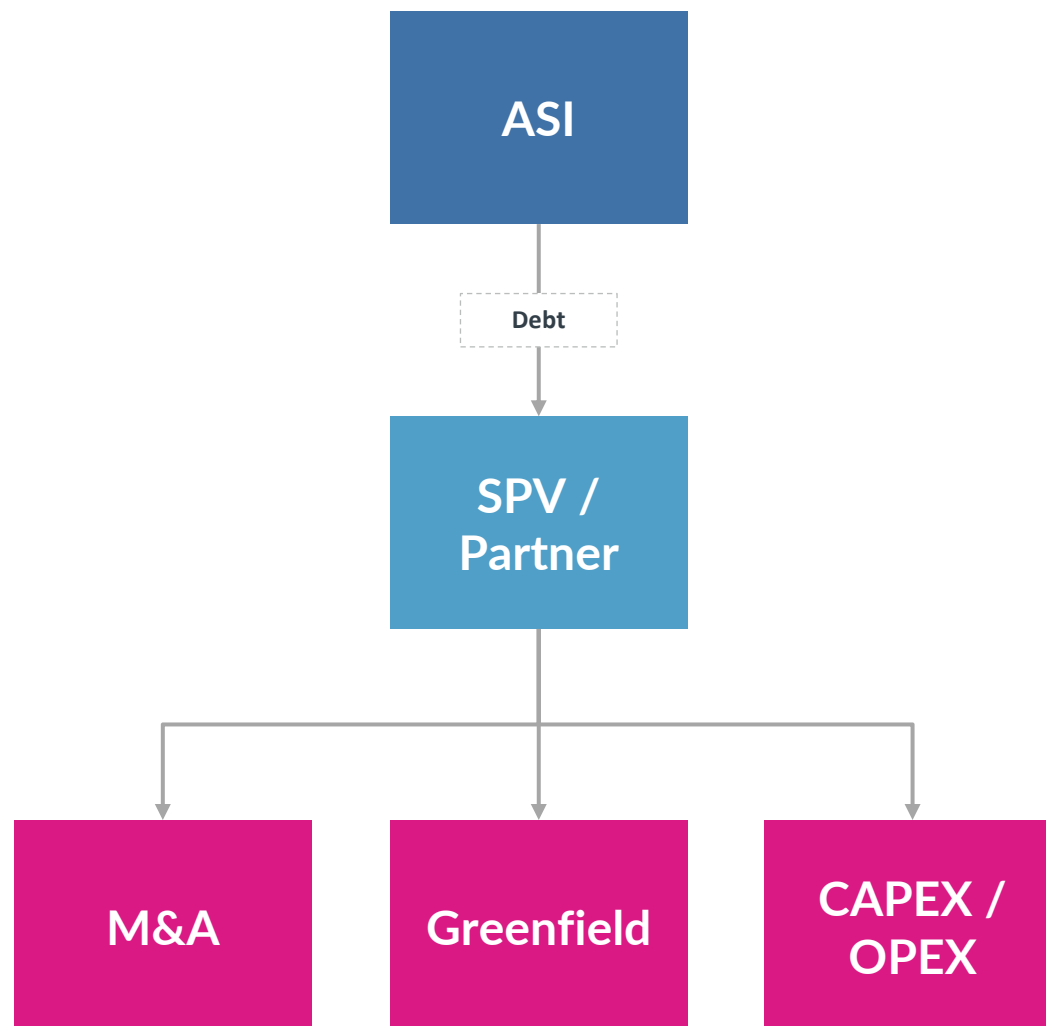 ASI
Debt
SPV /
Partner
M&A
Greenfield
CAPEX /
OPEX